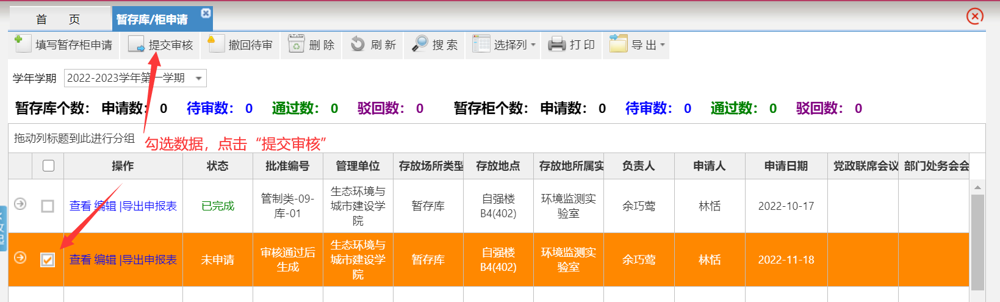 首 页
暂存库/柜申请
填写暂存柜申请 提交审核 撤回待审 删 除 刷 新 搜 索 选择列 打 印 导 出
学年学期 2022-2023学年第一学期
暂存库个数： 申请数： 0 待审数： 0 通过数： 0 驳回数： 0 暂存柜个数： 申请数： 0 待审数： 0 通过数： 0 驳回数： 0
拖动列标题到此进行分组
勾选数据，点击“提交审核”
操作 状态 批准编号 管理单位 存放场所类型 存放地点 存放地所属实 负责人 申请人 申请日期 党政联席会议 部门处务会会
查看 编辑 |导出申报表 已完成 管制类-09-库-01 生态环境与城市建设学院 暂存库 自强楼B4(402) 环境监测实验室 余巧莺 林恬 2022-10-17
查看 编辑 |导出申报表 未申请 审核通过后生成 生态环境与城市建设学院 暂存库 自强楼B4(402) 环境监测实验室 余巧莺 林恬 2022-11-18